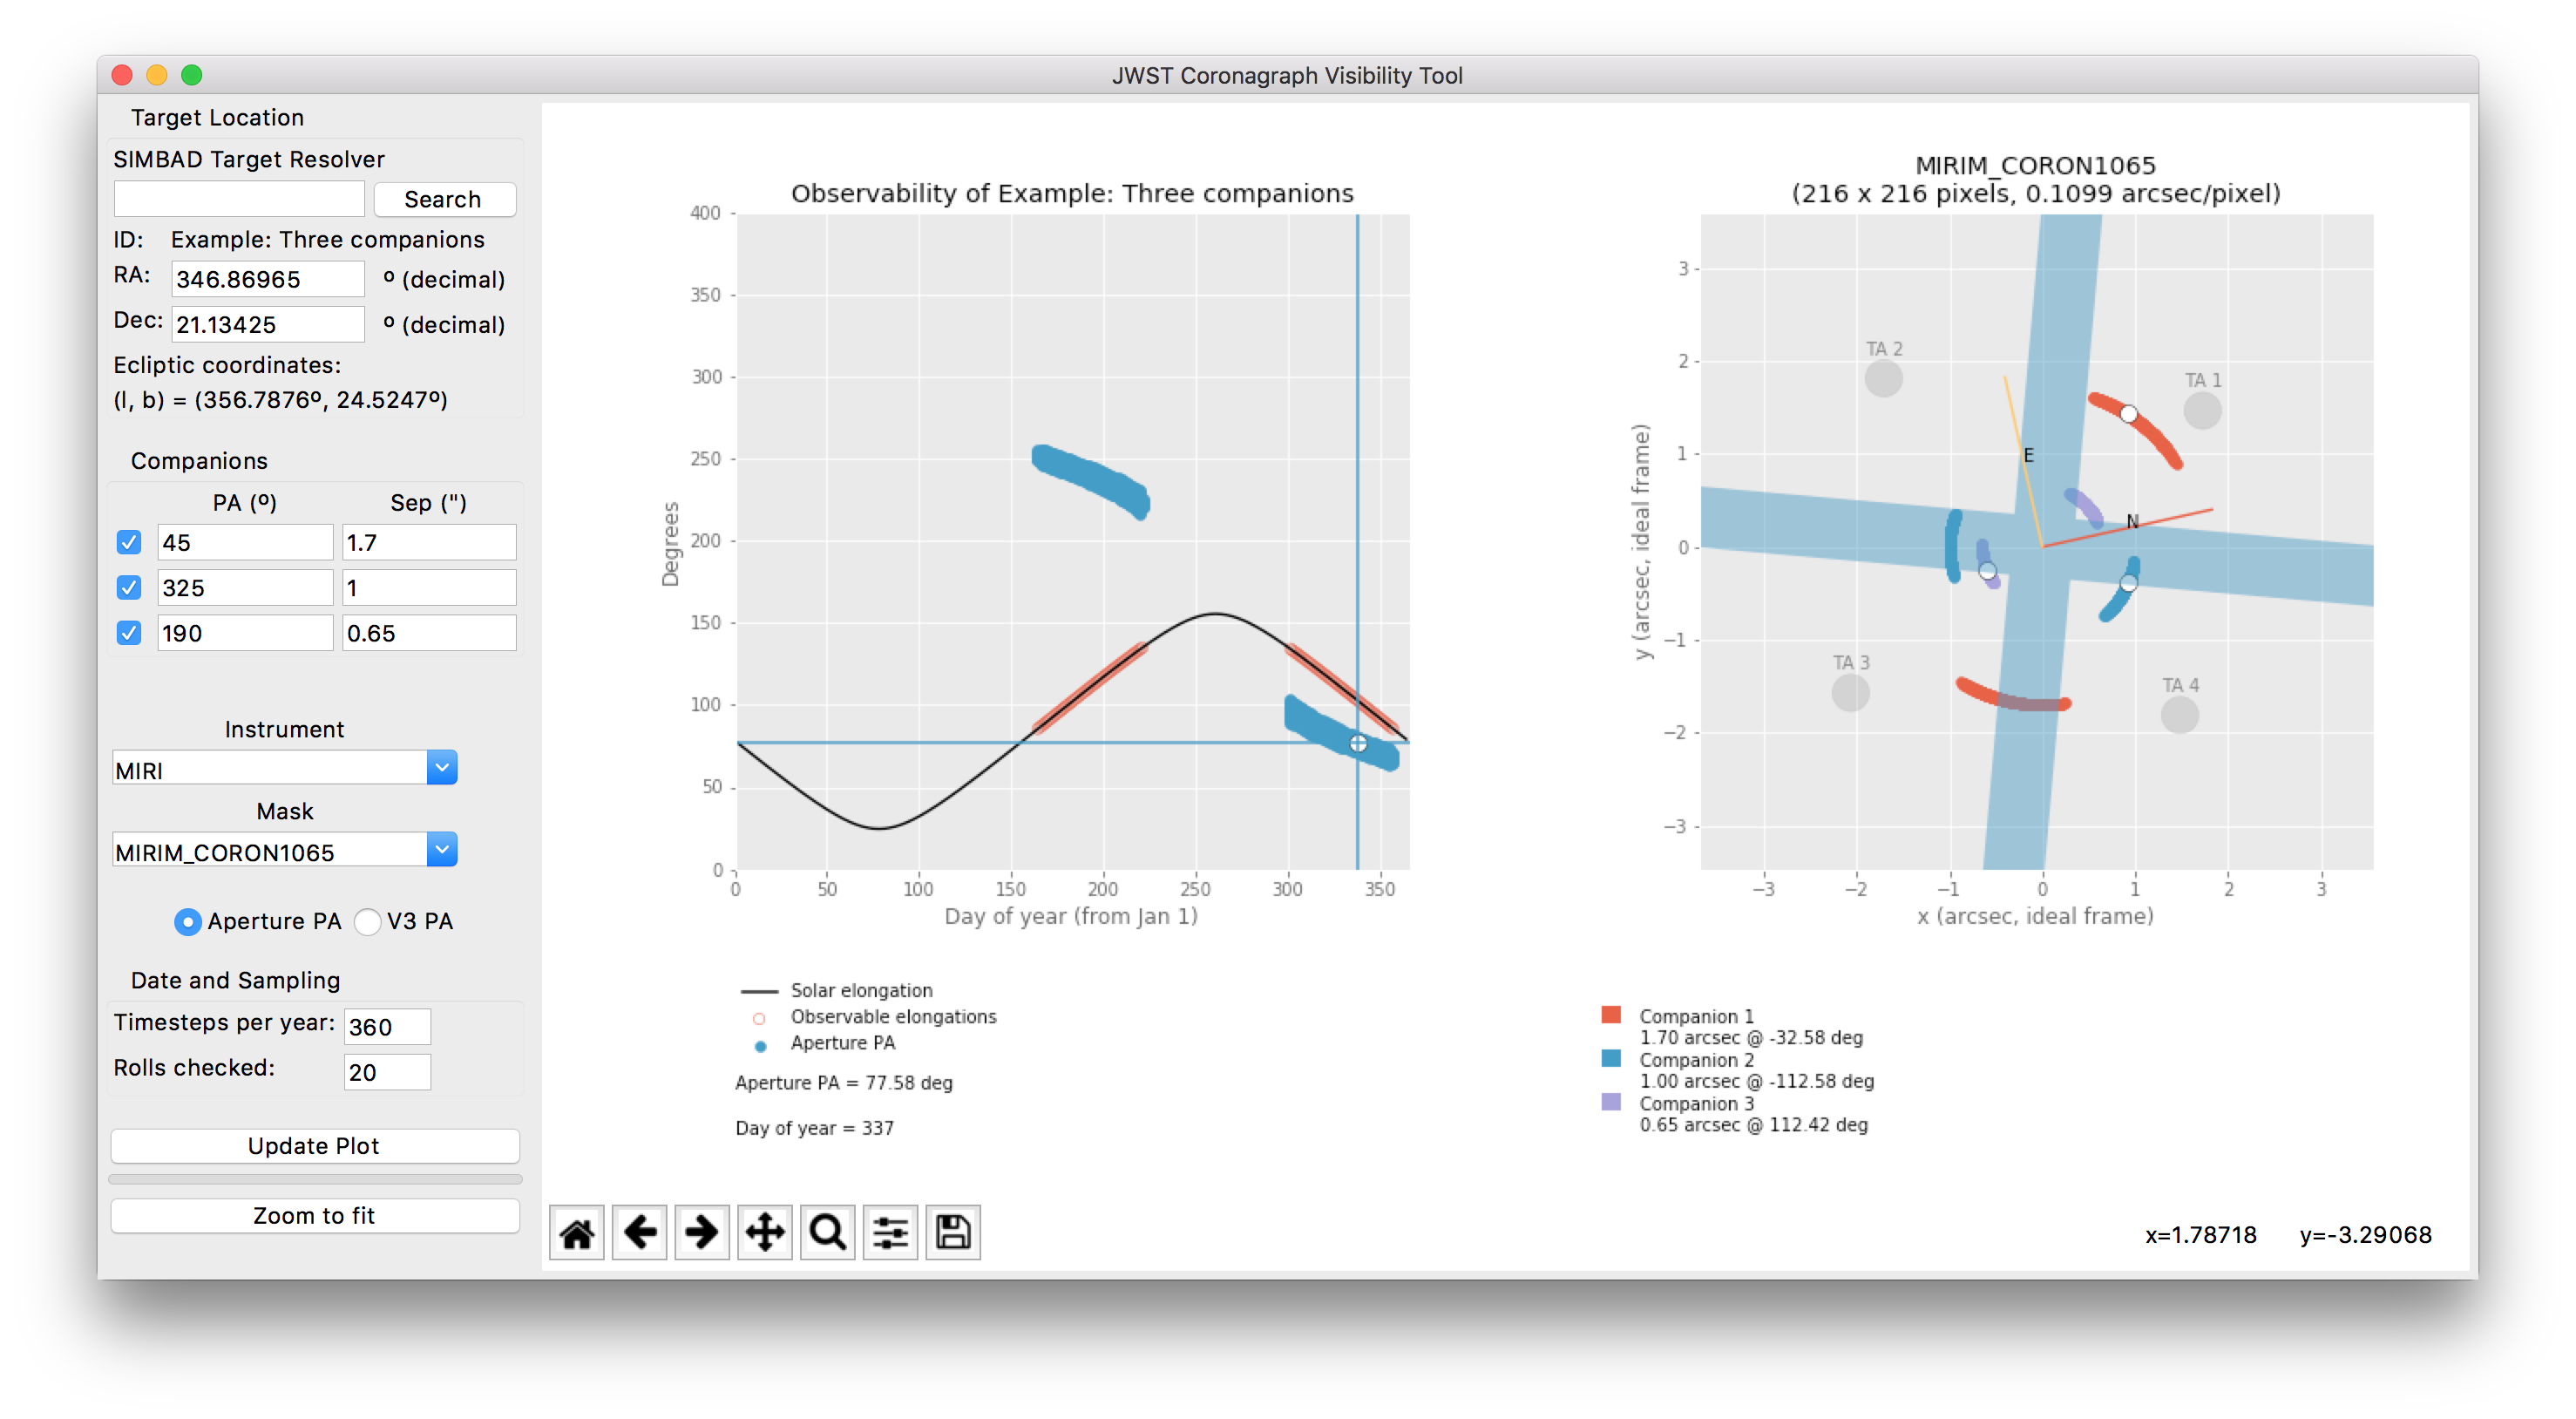 JWST Coronagraph Visibility Tool
Target Location
SIMBAD Target Resolver
Search
ID: Example: Three companions
RA: 346.86965 º (decimal)
Dec: 21.13425 º (decimal)
Ecliptic coordinates:
(l, b) = (356.7876º, 24.5247º)
Companions
PA (º) Sep (")
45 1.7
325 1
190 0.65
Instrument
MIRI
Mask
MIRIM_CORON1065
Aperture PA V3 PA
Date and Sampling
Timesteps per year: 360
Rolls checked: 20
Update Plot
Zoom to fit
Observability of Example: Three companions
400
350
300
250
200
150
100
50
0
Degrees
0 50 100 150 200 250 300 350
Day of year (from Jan 1)
Solar elongation
Observable elongations
Aperture PA
Aperture PA = 77.58 deg
Day of year = 337
MIRIM_CORON1065
(216 x 216 pixels, 0.1099 arcsec/pixel)
3
2
1
0
−1
−2
−3
y (arcsec, ideal frame)
TA 2
TA 1
E
N
TA 3
TA 4
−3 −2 −1 0 1 2 3
x (arcsec, ideal frame)
Companion 1
1.70 arcsec @ -32.58 deg
Companion 2
1.00 arcsec @ -112.58 deg
Companion 3
0.65 arcsec @ 112.42 deg
x=1.78718 y=-3.29068